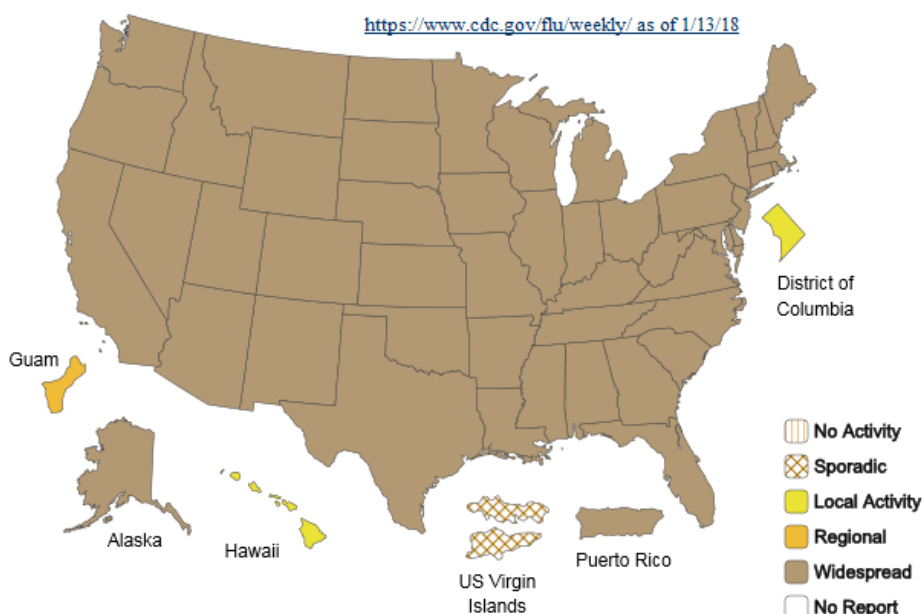 https://www.cdc.gov/flu/weekly/ as of 1/13/18
District of
Columbia
Guam
Alaska
Hawaii
US Virgin
Islands
Puerto Rico
No Activity
Sporadic
Local Activity
Regional
Widespread
No Report